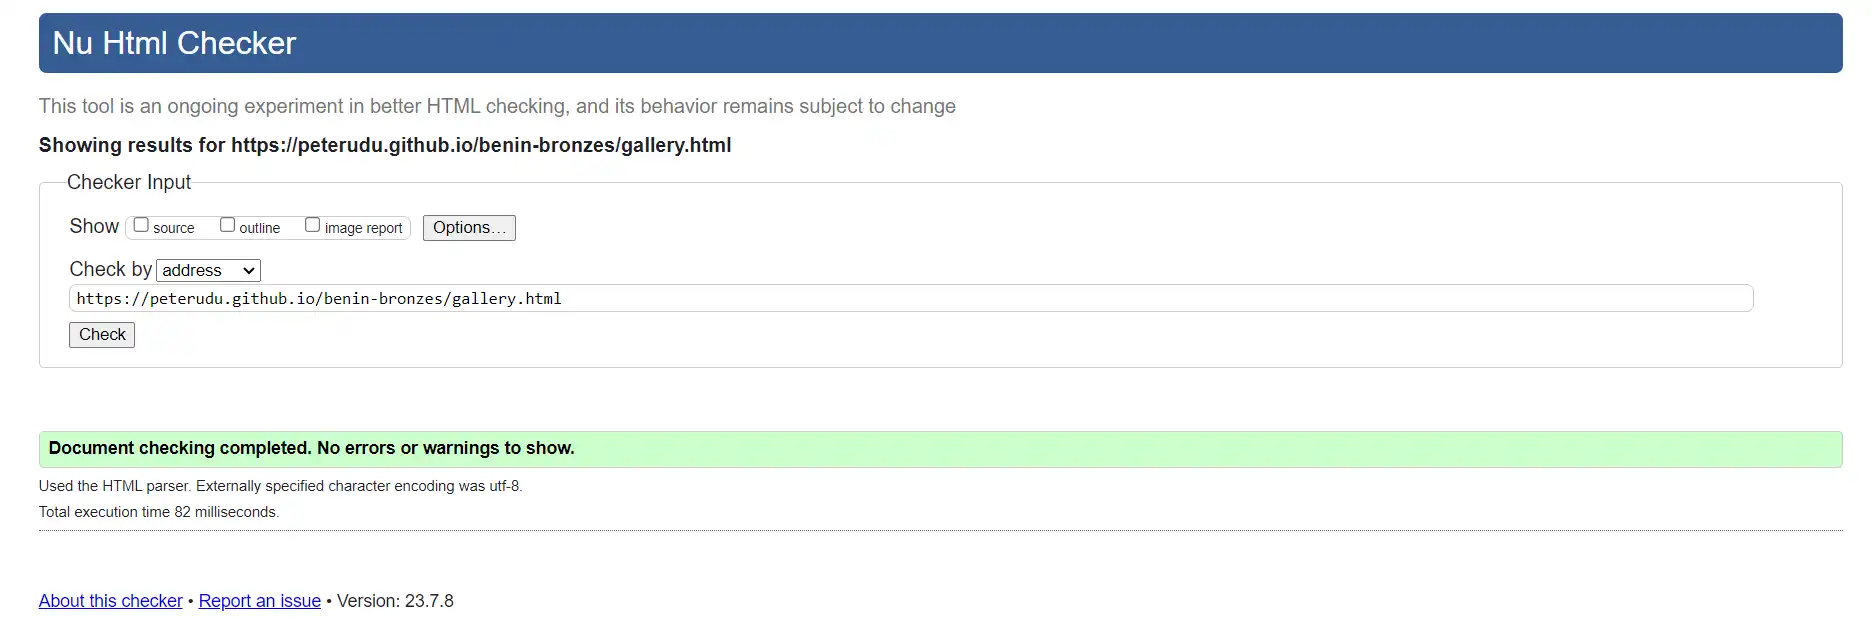 Nu Html Checker
This tool is an ongoing experiment in better HTML checking, and its behavior remains subject to change
Showing results for https://peterudu.github.io/benin-bronzes/gallery.html
Checker Input
Show source outline image report Options...
Check by address
https://peterudu.github.io/benin-bronzes/gallery.html
Check
Document checking completed. No errors or warnings to show.
Used the HTML parser. Externally specified character encoding was utf-8.
Total execution time 82 milliseconds.
About this checker • Report an issue • Version: 23.7.8